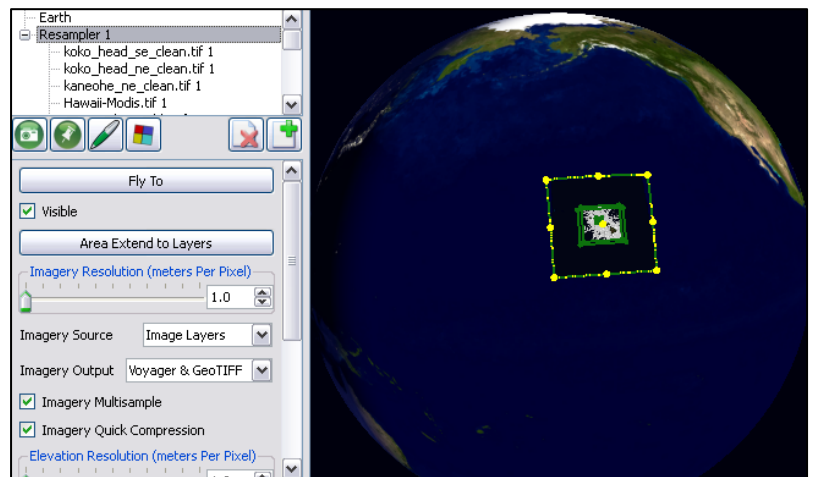 Earth
Resampler 1
koko_head_se_clean.tif 1
koko_head_ne_clean.tif 1
kaneohe_ne_clean.tif 1
Hawaii-Modis.tif 1
Fly To
Visible
Area Extend to Layers
Imagery Resolution (meters Per Pixel)
1.0
Imagery Source Image Layers
Imagery Output Voyager & GeoTIFF
Imagery Multisample
Imagery Quick Compression
Elevation Resolution (meters Per Pixel)